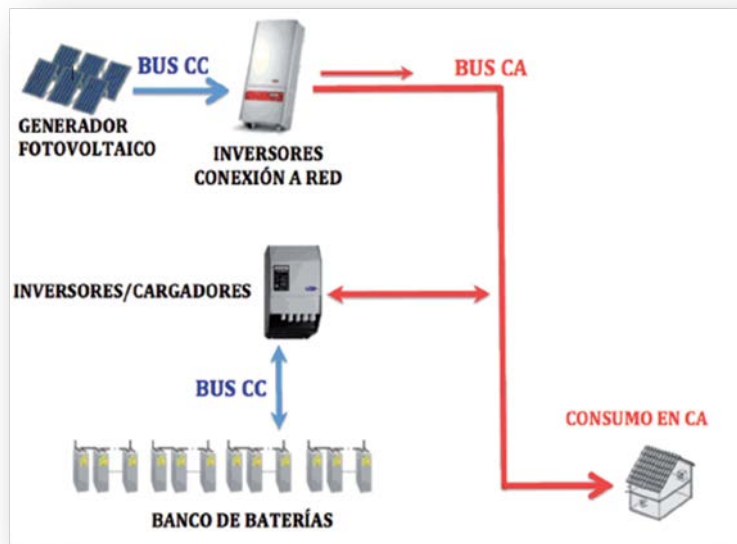 BUS CC
BUS CA
GENERADOR
FOTOVOLTAICO
INVERSORES
CONEXIÓN A RED
INVERSORES/CARGADORES
BUS CC
CONSUMO EN CA
BANCO DE BATERÍAS